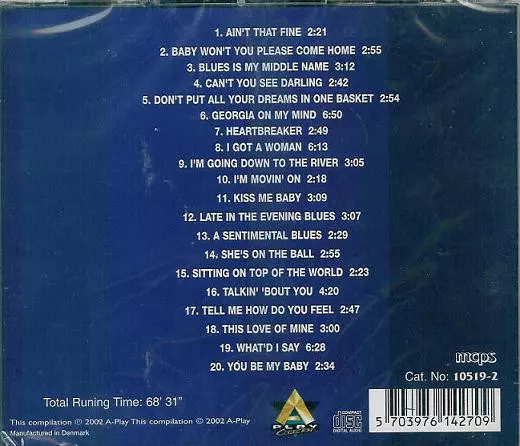 1. AIN'T THAT FINE 2:21
2. BABY WON'T YOU PLEASE COME HOME 2:55
3. BLUES IS MY MIDDLE NAME 3:12
4. CAN'T YOU SEE DARLING 2:42
5. DON'T PUT ALL YOUR DREAMS IN ONE BASKET 2:54
6. GEORGIA ON MY MIND 6:50
7. HEARTBREAKER 2:49
8. I GOT A WOMAN 6:13
9. I'M GOING DOWN TO THE RIVER 3:05
10. I'M MOVIN' ON 2:18
11. KISS ME BABY 3:09
12. LATE IN THE EVENING BLUES 3:07
13. A SENTIMENTAL BLUES 2:29
14. SHE'S ON THE BALL 2:55
15. SITTING ON TOP OF THE WORLD 2:23
16. TALKIN' 'BOUT YOU 4:20
17. TELL ME HOW DO YOU FEEL 2:47
18. THIS LOVE OF MINE 3:00
19. WHAT'D I SAY 6:28
20. YOU BE MY BABY 2:34
mcps
Cat. No: 10519-2
Total Runing Time: 68' 31"
This compilation ℗ 2002 A-Play This compilation © 2002 A-Play
Manufactured in Denmark
A
PLAY
COMPACT
disc
DIGITAL AUDIO
5 703976 142709